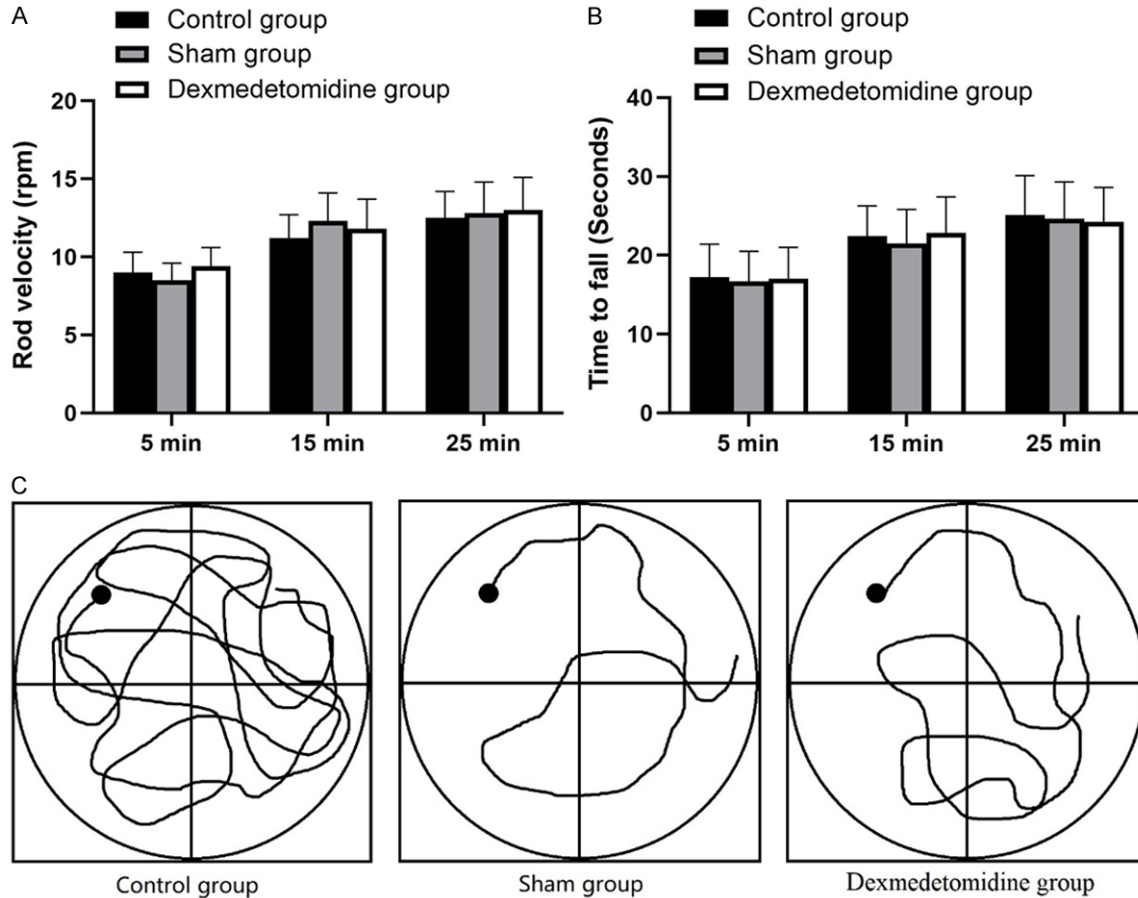 A
Control group
Sham group
Dexmedetomidine group
Rod velocity (rpm)
20
15
10
5
0
5 min 15 min 25 min
B
Control group
Sham group
Dexmedetomidine group
Time to fall (Seconds)
40
30
20
10
0
5 min 15 min 25 min
C
Control group Sham group Dexmedetomidine group